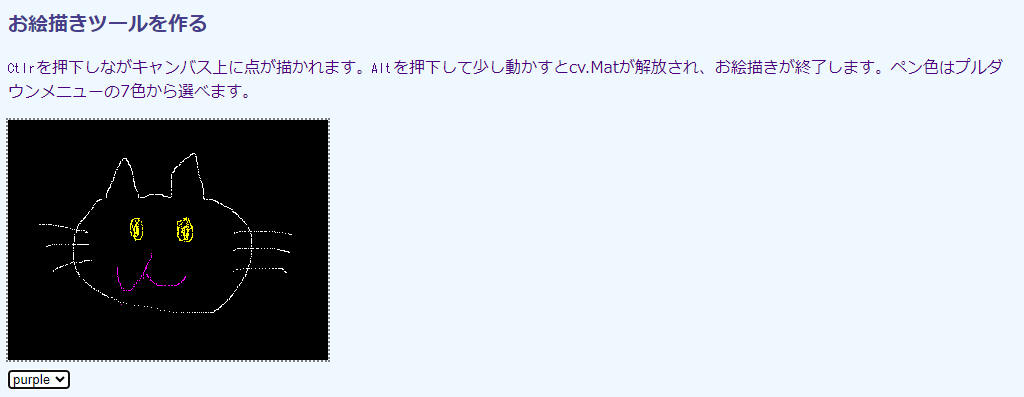 お絵描きツールを作る
Ctlrを押下しながキャンバス上に点が描かれます。Altを押下して少し動かすとcv.Matが解放され、お絵描きが終了します。ペン色はプルダ
ウンメニューの7色から選べます。
purple